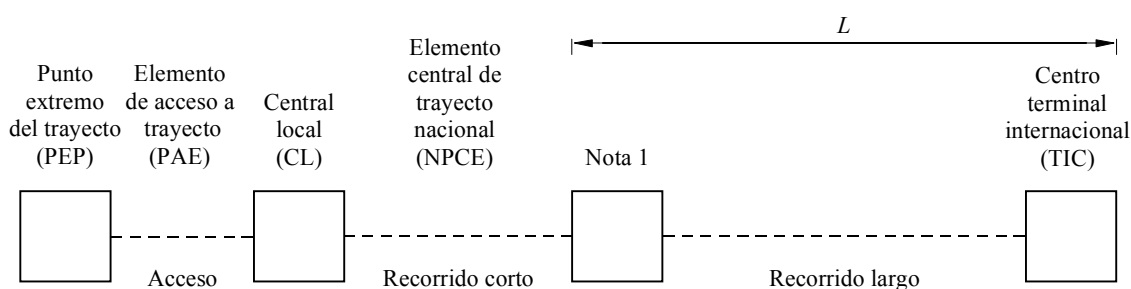 L
Punto
extremo
del trayecto
(PEP)
Elemento
de acceso a
trayecto
(PAE)
Central
local
(CL)
Elemento
central de
trayecto
nacional
(NPCE)
Nota 1
Centro
terminal
internacional
(TIC)
Acceso
Recorrido corto
Recorrido largo